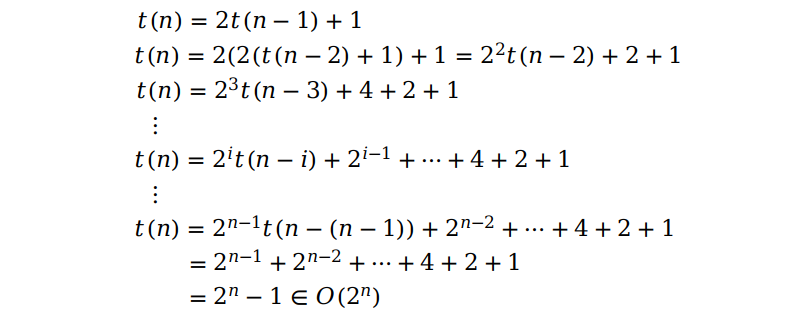 t(n) = 2t(n − 1) + 1
t(n) = 2(2(t(n − 2) + 1) + 1 = 2²t(n − 2) + 2 + 1
t(n) = 2³t(n − 3) + 4 + 2 + 1
⋮
t(n) = 2ⁱt(n − i) + 2ⁱ⁻¹ + ⋯ + 4 + 2 + 1
⋮
t(n) = 2ⁿ⁻¹t(n − (n − 1)) + 2ⁿ⁻² + ⋯ + 4 + 2 + 1
= 2ⁿ⁻¹ + 2ⁿ⁻² + ⋯ + 4 + 2 + 1
= 2ⁿ − 1 ∈ O(2ⁿ)